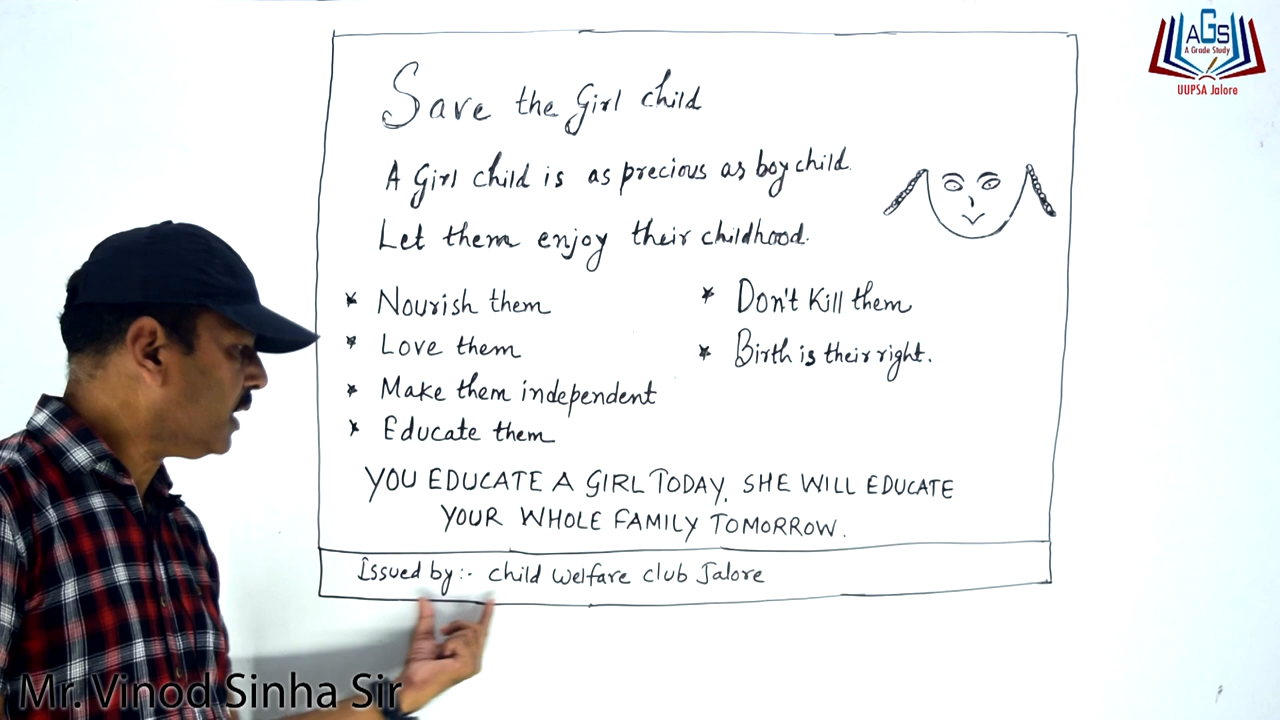 AGS
A Grade Study
UUPSA Jalore
Save the Girl child
A Girl child is as precious as boy child.
Let them enjoy their childhood.
* Nourish them
* Love them
* Make them independent
* Educate them
* Don't Kill them
* Birth is their right.
YOU EDUCATE A GIRL TODAY, SHE WILL EDUCATE
YOUR WHOLE FAMILY TOMORROW.
Issued by:- Child Welfare club Jalore
Mr. Vinod Sinha Sir